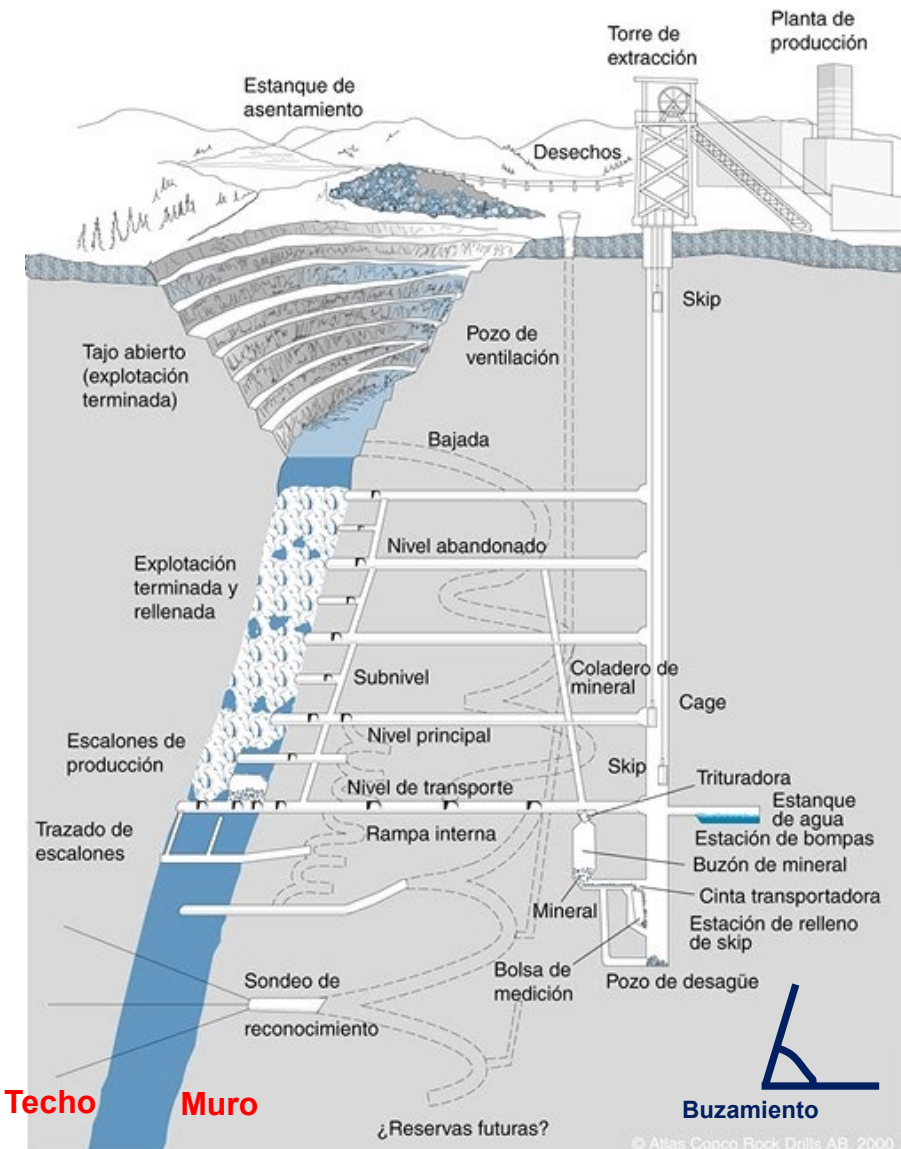 Planta de
producción
Torre de
extracción
Estanque de
asentamiento
Desechos
Skip
Tajo abierto
(explotación
terminada)
Pozo de
ventilación
Bajada
Nivel abandonado
Explotación
terminada y
rellenada
Subnivel
Coladero de
mineral
Cage
Nivel principal
Escalones de
producción
Skip
Nivel de transporte
Trituradora
Estanque
de agua
Trazado de
escalones
Rampa interna
Estación de bompas
Buzón de mineral
Cinta transportadora
Mineral
Estación de relleno
de skip
Bolsa de
medición
Pozo de desagüe
Sondeo de
reconocimiento
Techo
Muro
Buzamiento
¿Reservas futuras?
© Atlas Copco Rock Drills AB, 2000